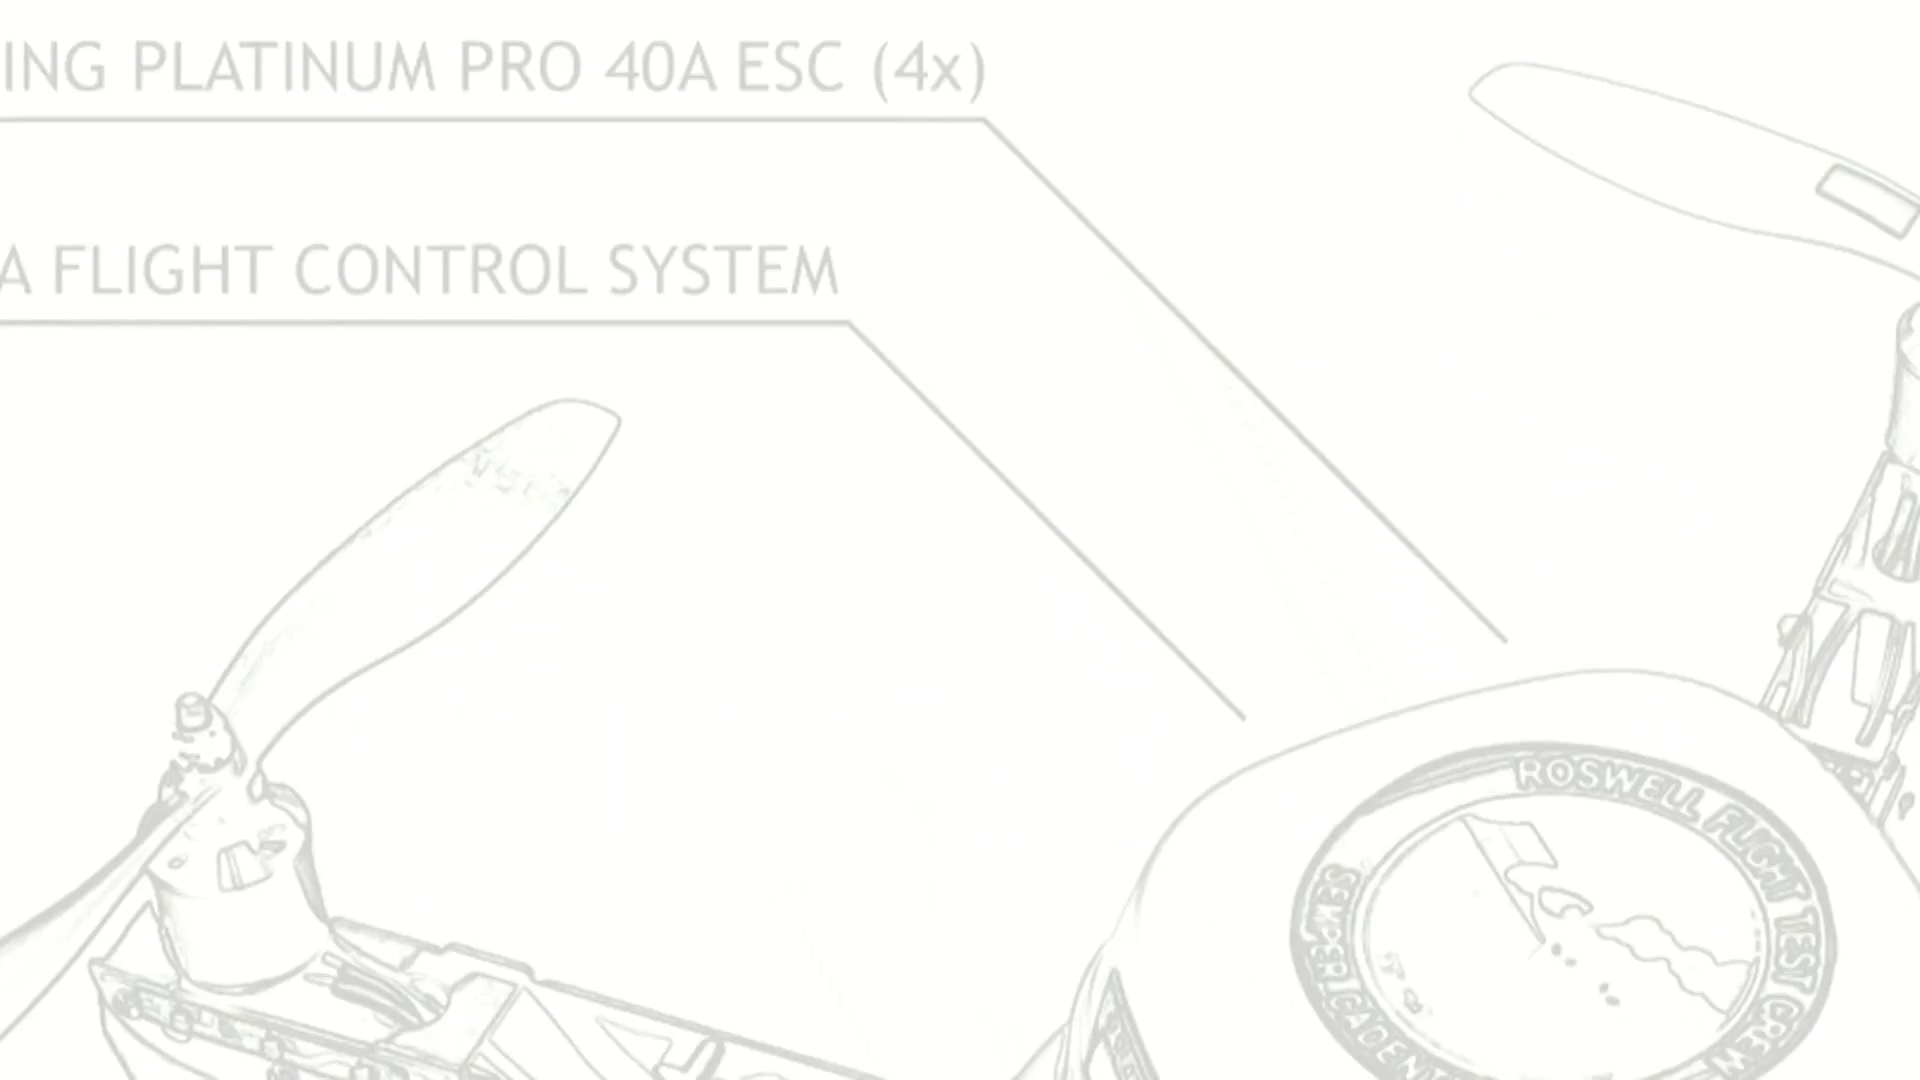 ING PLATINUM PRO 40A ESC (4x)
A FLIGHT CONTROL SYSTEM
ROSWELL FLIGHT TEST CREW